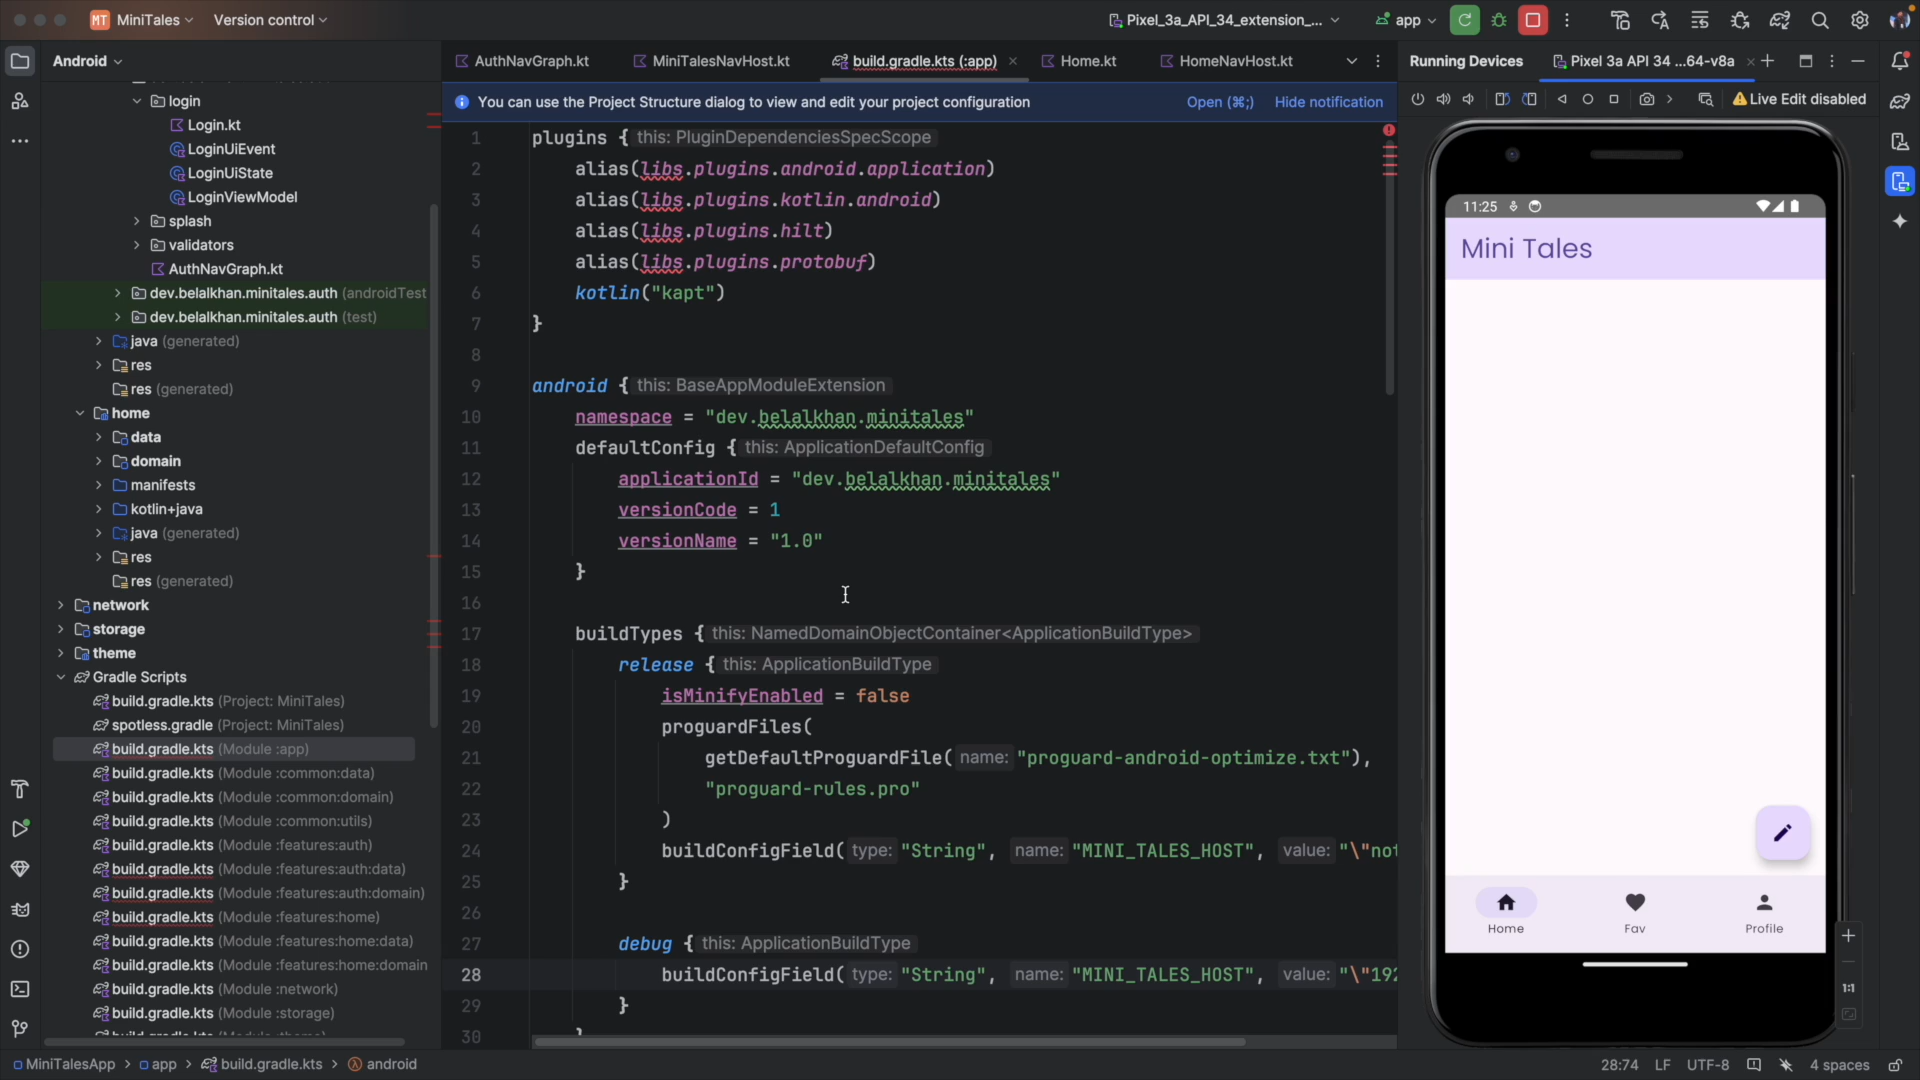 MT MiniTales Version control Pixel_3a_API_34_extension_... app
Android AuthNavGraph.kt MiniTalesNavHost.kt build.gradle.kts (:app) Home.kt HomeNavHost.kt Running Devices Pixel 3a API 34 ...64-v8a
You can use the Project Structure dialog to view and edit your project configuration Open (⌘;) Hide notification Live Edit disabled
login
Login.kt
LoginUiEvent
LoginUiState
LoginViewModel
splash
validators
AuthNavGraph.kt
dev.belalkhan.minitales.auth (androidTest
dev.belalkhan.minitales.auth (test)
java (generated)
res
res (generated)
home
data
domain
manifests
kotlin+java
java (generated)
res
res (generated)
network
storage
theme
Gradle Scripts
build.gradle.kts (Project: MiniTales)
spotless.gradle (Project: MiniTales)
build.gradle.kts (Module :app)
build.gradle.kts (Module :common:data)
build.gradle.kts (Module :common:domain)
build.gradle.kts (Module :common:utils)
build.gradle.kts (Module :features:auth)
build.gradle.kts (Module :features:auth:data)
build.gradle.kts (Module :features:auth:domain)
build.gradle.kts (Module :features:home)
build.gradle.kts (Module :features:home:data)
build.gradle.kts (Module :features:home:domain
build.gradle.kts (Module :network)
build.gradle.kts (Module :storage)
1 plugins { this: PluginDependenciesSpecScope
2 alias(libs.plugins.android.application)
3 alias(libs.plugins.kotlin.android)
4 alias(libs.plugins.hilt)
5 alias(libs.plugins.protobuf)
6 kotlin("kapt")
7 }
8
9 android { this: BaseAppModuleExtension
10 namespace = "dev.belalkhan.minitales"
11 defaultConfig { this: ApplicationDefaultConfig
12 applicationId = "dev.belalkhan.minitales"
13 versionCode = 1
14 versionName = "1.0"
15 }
16
17 buildTypes { this: NamedDomainObjectContainer<ApplicationBuildType>
18 release { this: ApplicationBuildType
19 isMinifyEnabled = false
20 proguardFiles(
21 getDefaultProguardFile( name: "proguard-android-optimize.txt"),
22 "proguard-rules.pro"
23 )
24 buildConfigField( type: "String", name: "MINI_TALES_HOST", value: "\"not
25 }
26
27 debug { this: ApplicationBuildType
28 buildConfigField( type: "String", name: "MINI_TALES_HOST", value: "\"192
29 }
30 }
11:25
Mini Tales
Home Fav Profile
1:1
MiniTalesApp > app > build.gradle.kts > android 28:74 LF UTF-8 4 spaces